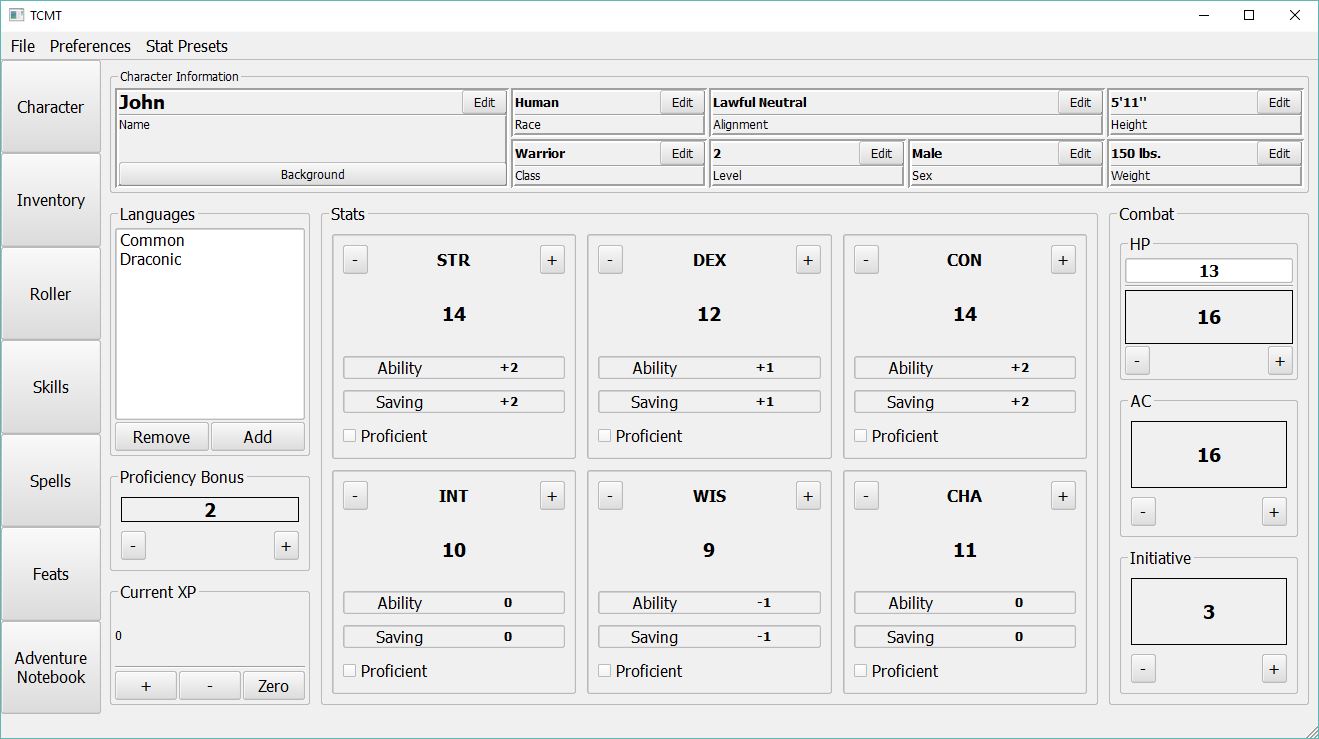 TCMT
File Preferences Stat Presets
Character
Inventory
Roller
Skills
Spells
Feats
Adventure
Notebook
Character Information
John Edit
Name
Background
Human Edit
Race
Lawful Neutral Edit
Alignment
5'11'' Edit
Height
Warrior Edit
Class
2 Edit
Level
Male Edit
Sex
150 lbs. Edit
Weight
Languages
Common
Draconic
Remove Add
Proficiency Bonus
2
- +
Current XP
0
+ - Zero
Stats
- STR +
14
Ability +2
Saving +2
Proficient
- DEX +
12
Ability +1
Saving +1
Proficient
- CON +
14
Ability +2
Saving +2
Proficient
- INT +
10
Ability 0
Saving 0
Proficient
- WIS +
9
Ability -1
Saving -1
Proficient
- CHA +
11
Ability 0
Saving 0
Proficient
Combat
HP
13
16
- +
AC
16
- +
Initiative
3
- +